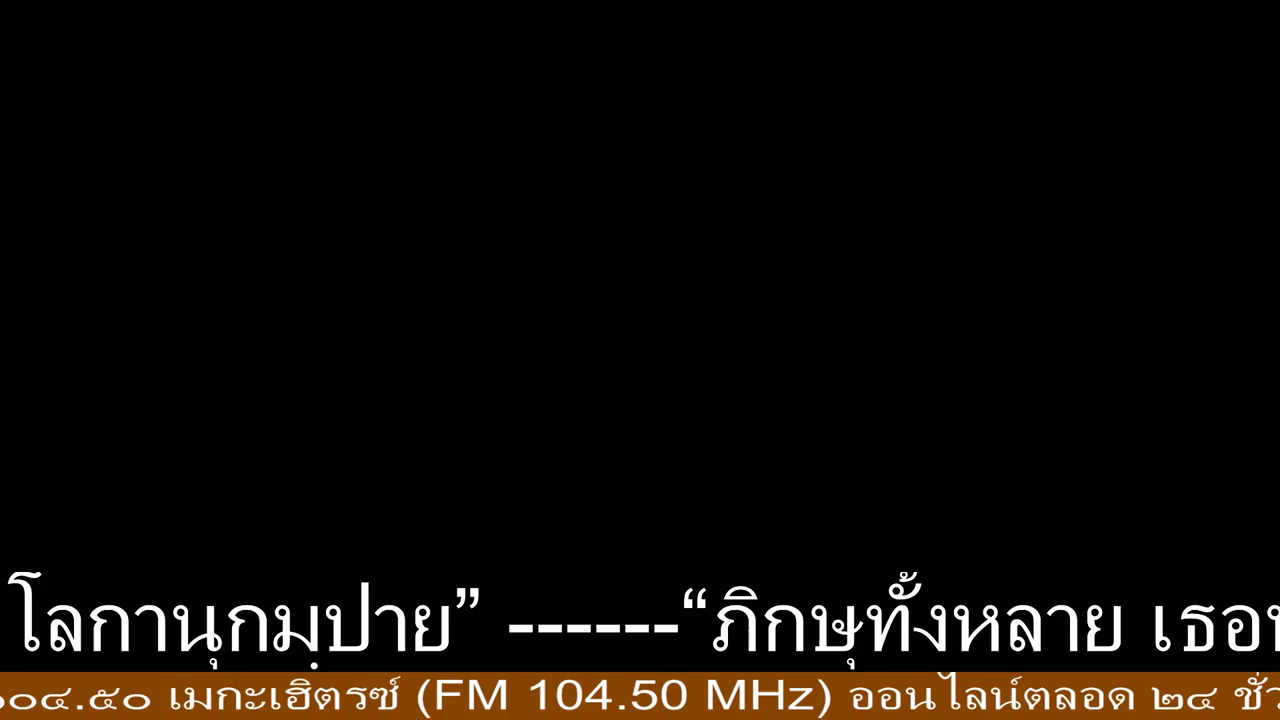 โลกานุกมฺปาย” ------“ภิกษุทั้งหลาย เธอ
๑๐๔.๕๐ เมกะเฮิตรซ์ (FM 104.50 MHz) ออนไลน์ตลอด ๒๔ ชั่ว